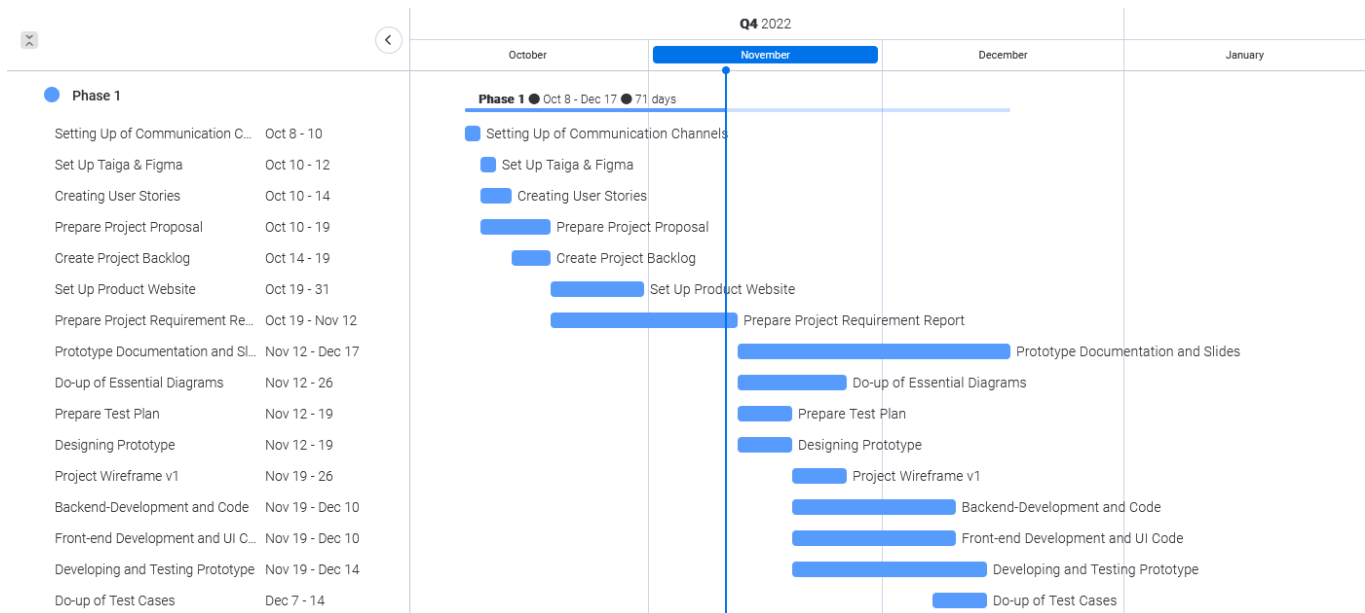 Q4 2022
October November December January
Phase 1
Phase 1 ● Oct 8 - Dec 17 ● 71 days
Setting Up of Communication C... Oct 8 - 10 Setting Up of Communication Channels
Set Up Taiga & Figma Oct 10 - 12 Set Up Taiga & Figma
Creating User Stories Oct 10 - 14 Creating User Stories
Prepare Project Proposal Oct 10 - 19 Prepare Project Proposal
Create Project Backlog Oct 14 - 19 Create Project Backlog
Set Up Product Website Oct 19 - 31 Set Up Product Website
Prepare Project Requirement Re... Oct 19 - Nov 12 Prepare Project Requirement Report
Prototype Documentation and Sl... Nov 12 - Dec 17 Prototype Documentation and Slides
Do-up of Essential Diagrams Nov 12 - 26 Do-up of Essential Diagrams
Prepare Test Plan Nov 12 - 19 Prepare Test Plan
Designing Prototype Nov 12 - 19 Designing Prototype
Project Wireframe v1 Nov 19 - 26 Project Wireframe v1
Backend-Development and Code Nov 19 - Dec 10 Backend-Development and Code
Front-end Development and UI C... Nov 19 - Dec 10 Front-end Development and UI Code
Developing and Testing Prototype Nov 19 - Dec 14 Developing and Testing Prototype
Do-up of Test Cases Dec 7 - 14 Do-up of Test Cases